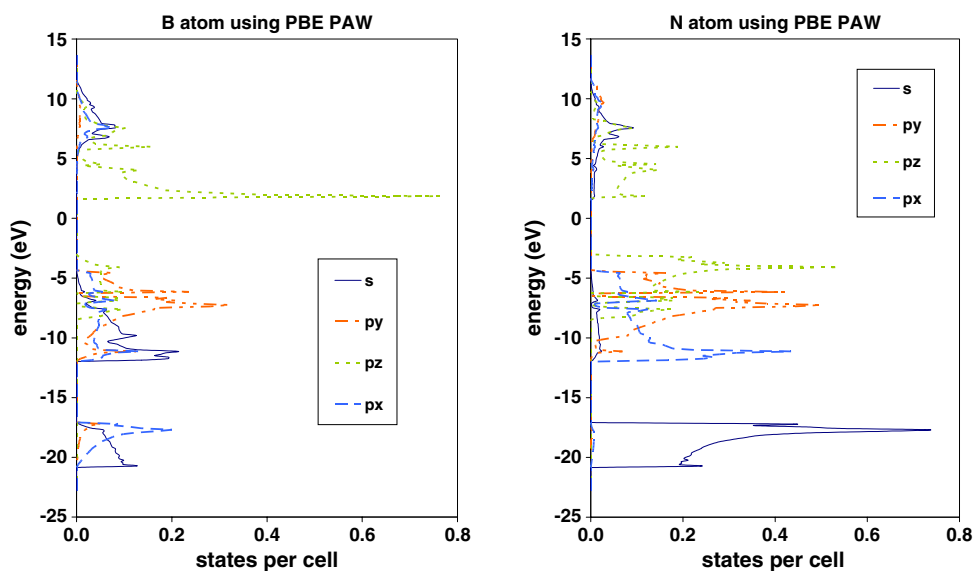 B atom using PBE PAW
15
10
5
0
-5
-10
-15
-20
-25
energy (eV)
s
py
pz
px
0.0 0.2 0.4 0.6 0.8
states per cell
N atom using PBE PAW
15
10
5
0
-5
-10
-15
-20
-25
energy (eV)
s
py
pz
px
0.0 0.2 0.4 0.6 0.8
states per cell